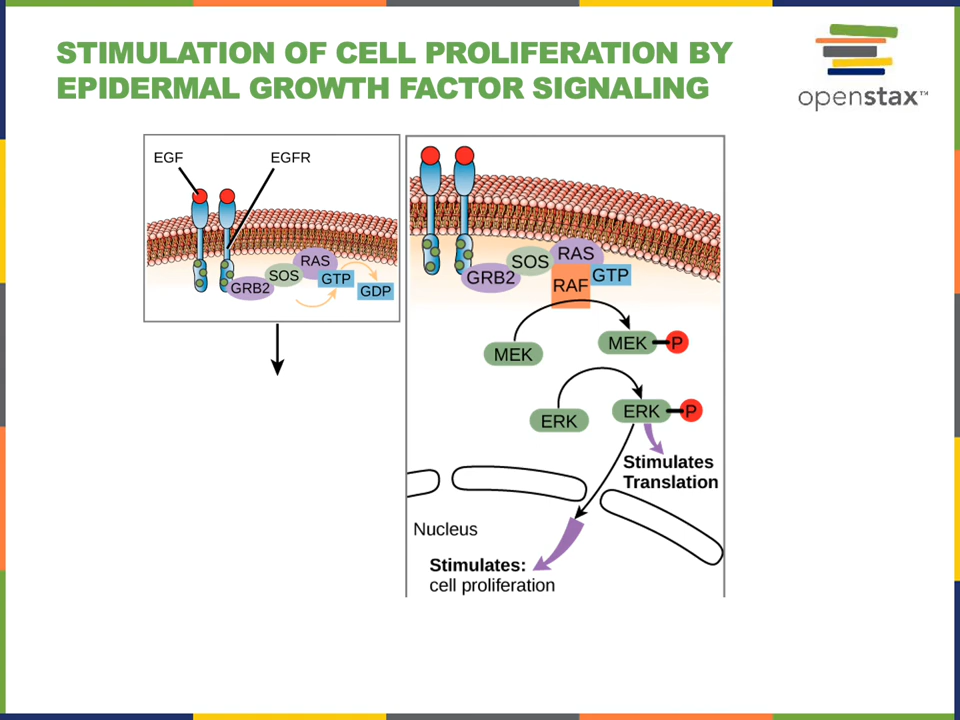 STIMULATION OF CELL PROLIFERATION BY
EPIDERMAL GROWTH FACTOR SIGNALING
openstax™
EGF
EGFR
RAS
SOS
GTP
GRB2
GDP
RAS
SOS
GTP
GRB2
RAF
MEK
MEK
P
ERK
ERK
P
Stimulates
Translation
Nucleus
Stimulates:
cell proliferation